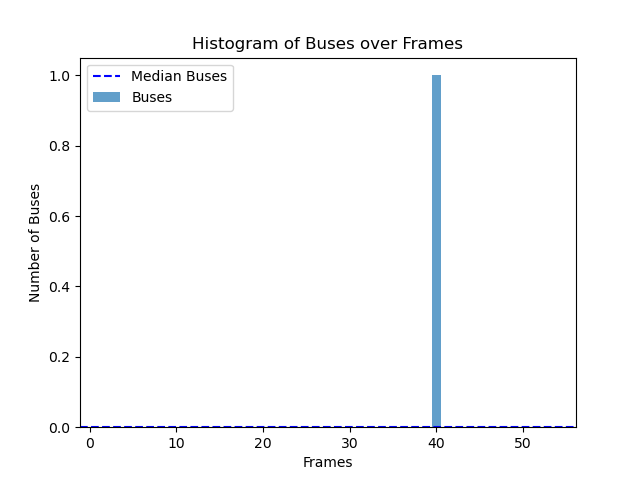 Histogram of Buses over Frames
Median Buses
Buses
Number of Buses
1.0
0.8
0.6
0.4
0.2
0.0
0 10 20 30 40 50
Frames